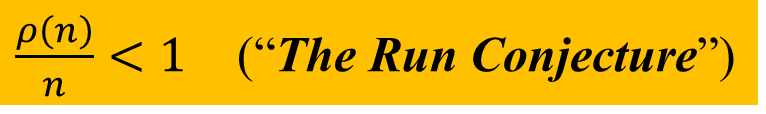 ρ(n)/n < 1 (“The Run Conjecture”)